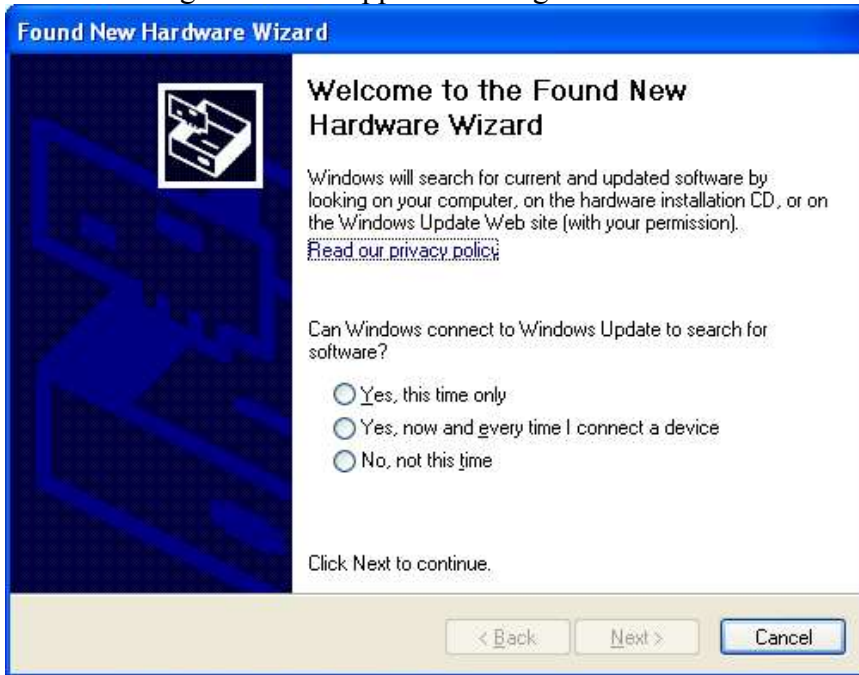 Found New Hardware Wizard
Welcome to the Found New
Hardware Wizard
Windows will search for current and updated software by
looking on your computer, on the hardware installation CD, or on
the Windows Update Web site (with your permission).
Read our privacy policy
Can Windows connect to Windows Update to search for
software?
Yes, this time only
Yes, now and every time I connect a device
No, not this time
Click Next to continue.
< Back
Next >
Cancel